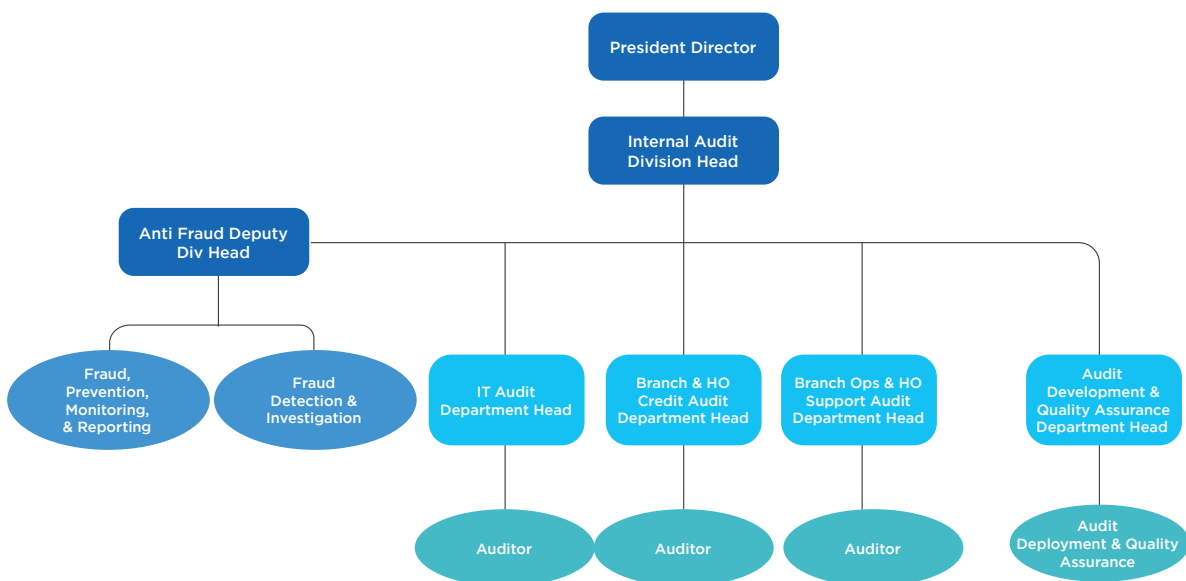 President Director
Internal Audit
Division Head
Anti Fraud Deputy
Div Head
Fraud,
Prevention,
Monitoring,
& Reporting
Fraud
Detection &
Investigation
IT Audit
Department Head
Branch & HO
Credit Audit
Department Head
Branch Ops & HO
Support Audit
Department Head
Audit
Development &
Quality Assurance
Department Head
Auditor
Auditor
Auditor
Audit
Deployment & Quality
Assurance